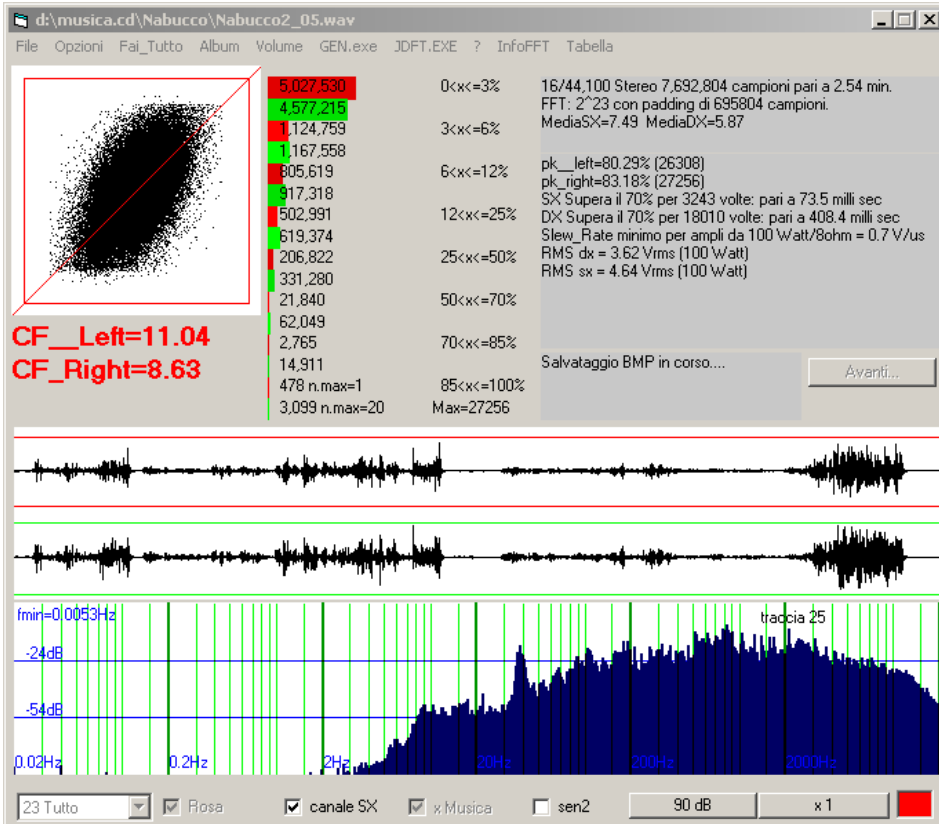 d:\musica.cd\Nabucco\Nabucco2_05.wav
File Opzioni Fai_Tutto Album Volume GEN.exe JDFT.EXE ? InfoFFT Tabella
5,027,530 0<x<=3%
4,577,215
1,124,759 3<x<=6%
1,167,558
805,619 6<x<=12%
917,318
502,991 12<x<=25%
619,374
206,822 25<x<=50%
331,280
21,840 50<x<=70%
62,049
2,765 70<x<=85%
14,911
478 n.max=1 85<x<=100%
3,099 n.max=20 Max=27256
16/44,100 Stereo 7,692,804 campioni pari a 2.54 min.
FFT: 2^23 con padding di 695804 campioni.
MediaSX=7.49 MediaDX=5.87
pk__left=80.29% (26308)
pk_right=83.18% (27256)
SX Supera il 70% per 3243 volte: pari a 73.5 milli sec
DX Supera il 70% per 18010 volte: pari a 408.4 milli sec
Slew_Rate minimo per ampli da 100 Watt/8ohm = 0.7 V/us
RMS dx = 3.62 Vrms (100 Watt)
RMS sx = 4.64 Vrms (100 Watt)
CF__Left=11.04
CF_Right=8.63
Salvataggio BMP in corso....
Avanti...
fmin=0.0053Hz
traccia 25
-24dB
-54dB
0.02Hz 0.2Hz 2Hz 20Hz 200Hz 2000Hz
23 Tutto Rosa canale SX x Musica sen2 90 dB x 1